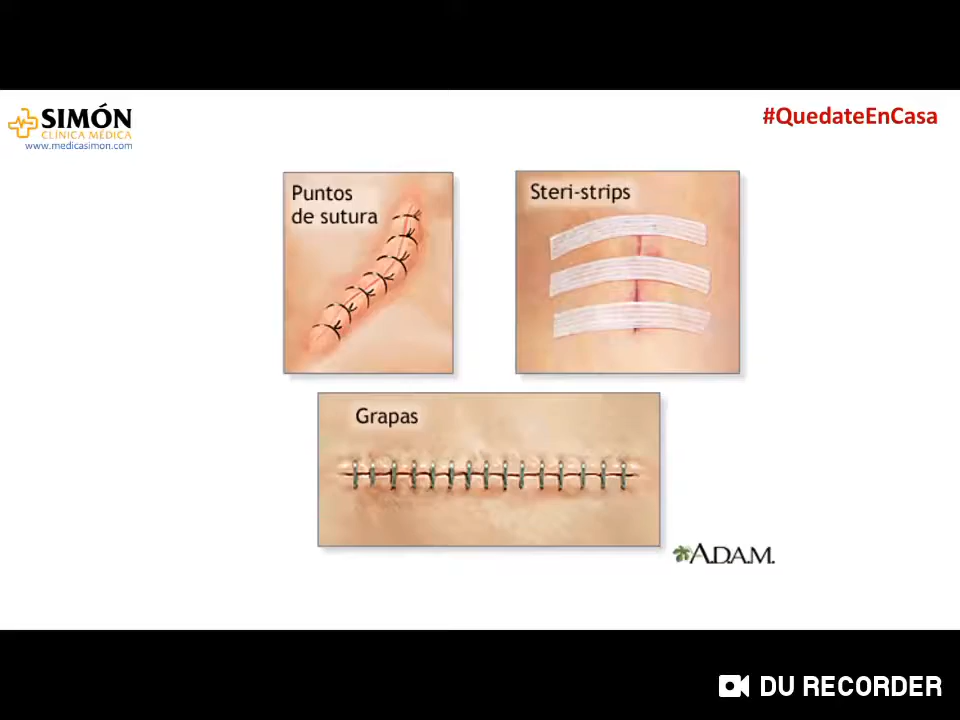 SIMÓN
CLÍNICA MÉDICA
www.medicasimon.com
#QuedateEnCasa
Puntos
de sutura
Steri-strips
Grapas
A.D.A.M.
DU RECORDER